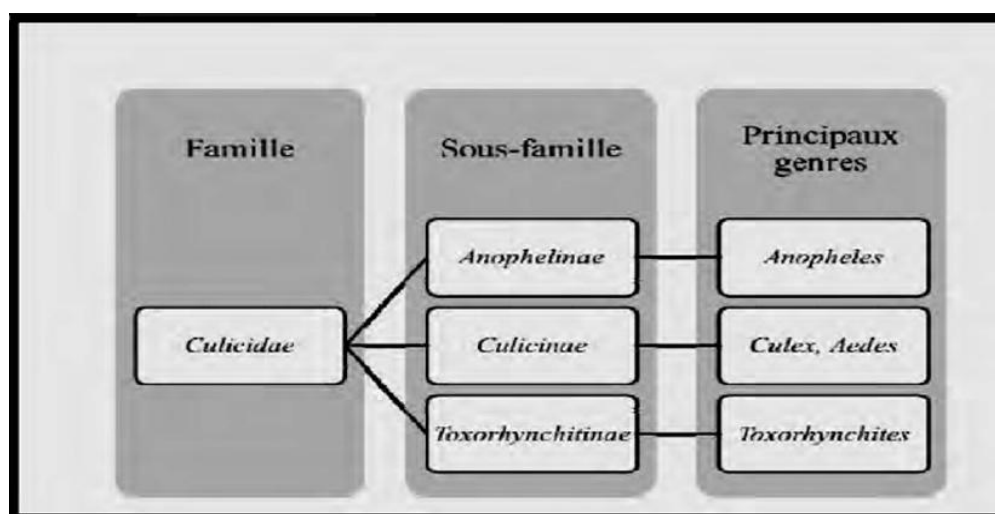 Famille
Sous-famille
Principaux
genres
Anophelinae
Anopheles
Culicidae
Culicinae
Culex, Aedes
Toxorhynchitinae
Toxorhynchites